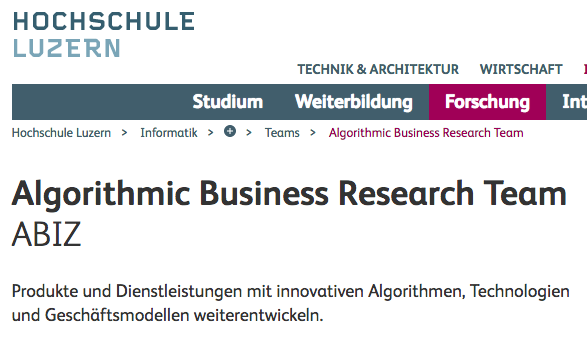 HOCHSCHULE
LUZERN
TECHNIK & ARCHITEKTUR WIRTSCHAFT
Studium Weiterbildung Forschung Int
Hochschule Luzern > Informatik > > Teams > Algorithmic Business Research Team
Algorithmic Business Research Team
ABIZ
Produkte und Dienstleistungen mit innovativen Algorithmen, Technologien
und Geschäftsmodellen weiterentwickeln.